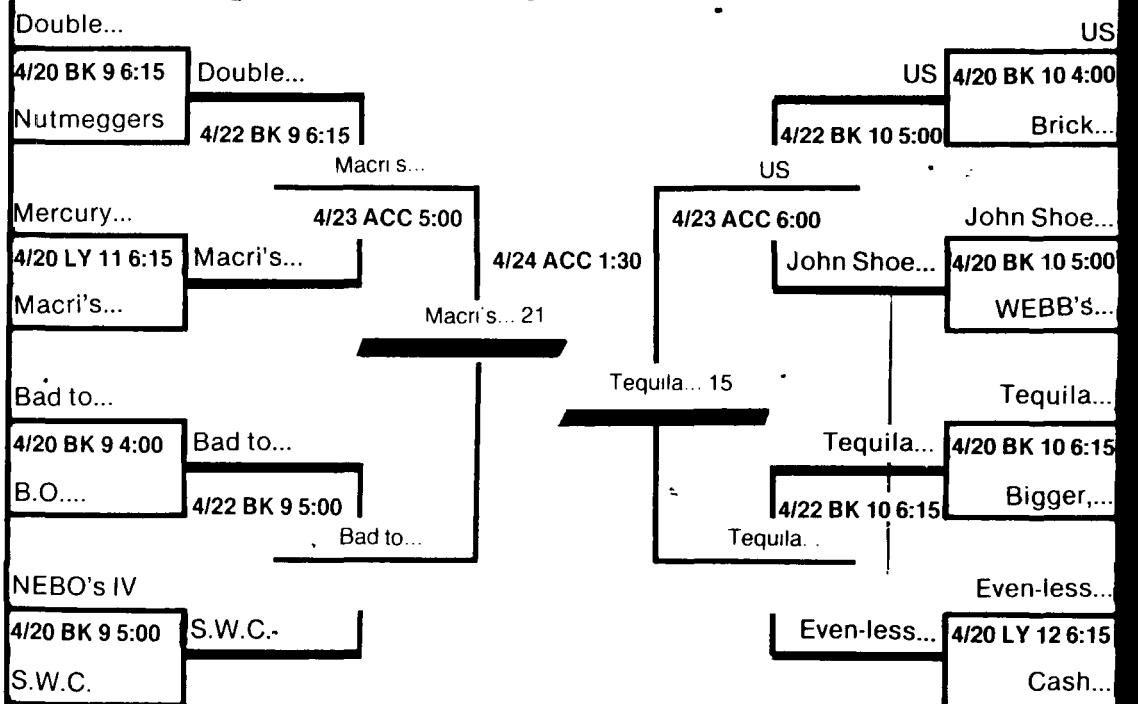 Double...
4/20 BK 9 6:15
Nutmeggers
Double...
4/22 BK 9 6:15
Macri s...
Mercury...
4/20 LY 11 6:15
Macri's...
Macri's...
4/23 ACC 5:00
4/24 ACC 1:30
Macri's... 21
Bad to...
4/20 BK 9 4:00
B.O....
Bad to...
4/22 BK 9 5:00
Bad to...
NEBO's IV
4/20 BK 9 5:00
S.W.C.
S.W.C.
US
4/20 BK 10 4:00
Brick...
US
4/22 BK 10 5:00
US
4/23 ACC 6:00
John Shoe...
4/20 BK 10 5:00
WEBB's...
John Shoe...
Tequila... 15
Tequila...
4/20 BK 10 6:15
Bigger,...
Tequila...
4/22 BK 10 6:15
Tequila. .
Even-less...
4/20 LY 12 6:15
Cash...
Even-less...